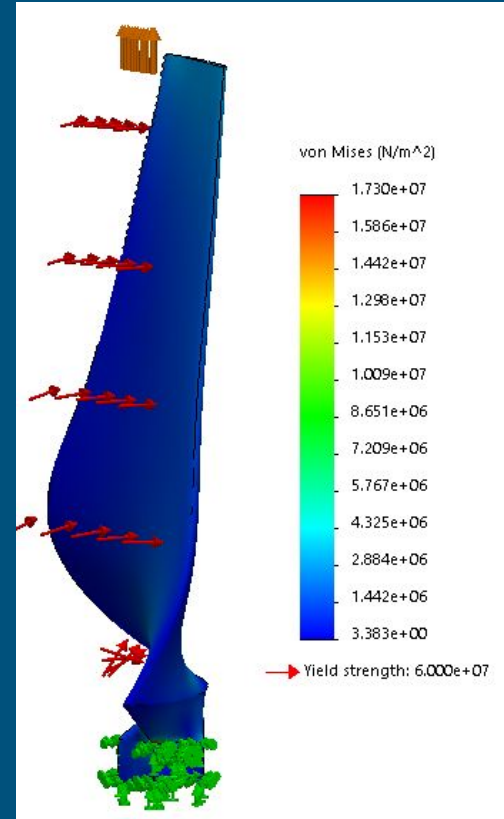 von Mises (N/m^2)
1.730e+07
1.586e+07
1.442e+07
1.298e+07
1.153e+07
1.009e+07
8.651e+06
7.209e+06
5.767e+06
4.325e+06
2.884e+06
1.442e+06
3.383e+00
Yield strength: 6.000e+07